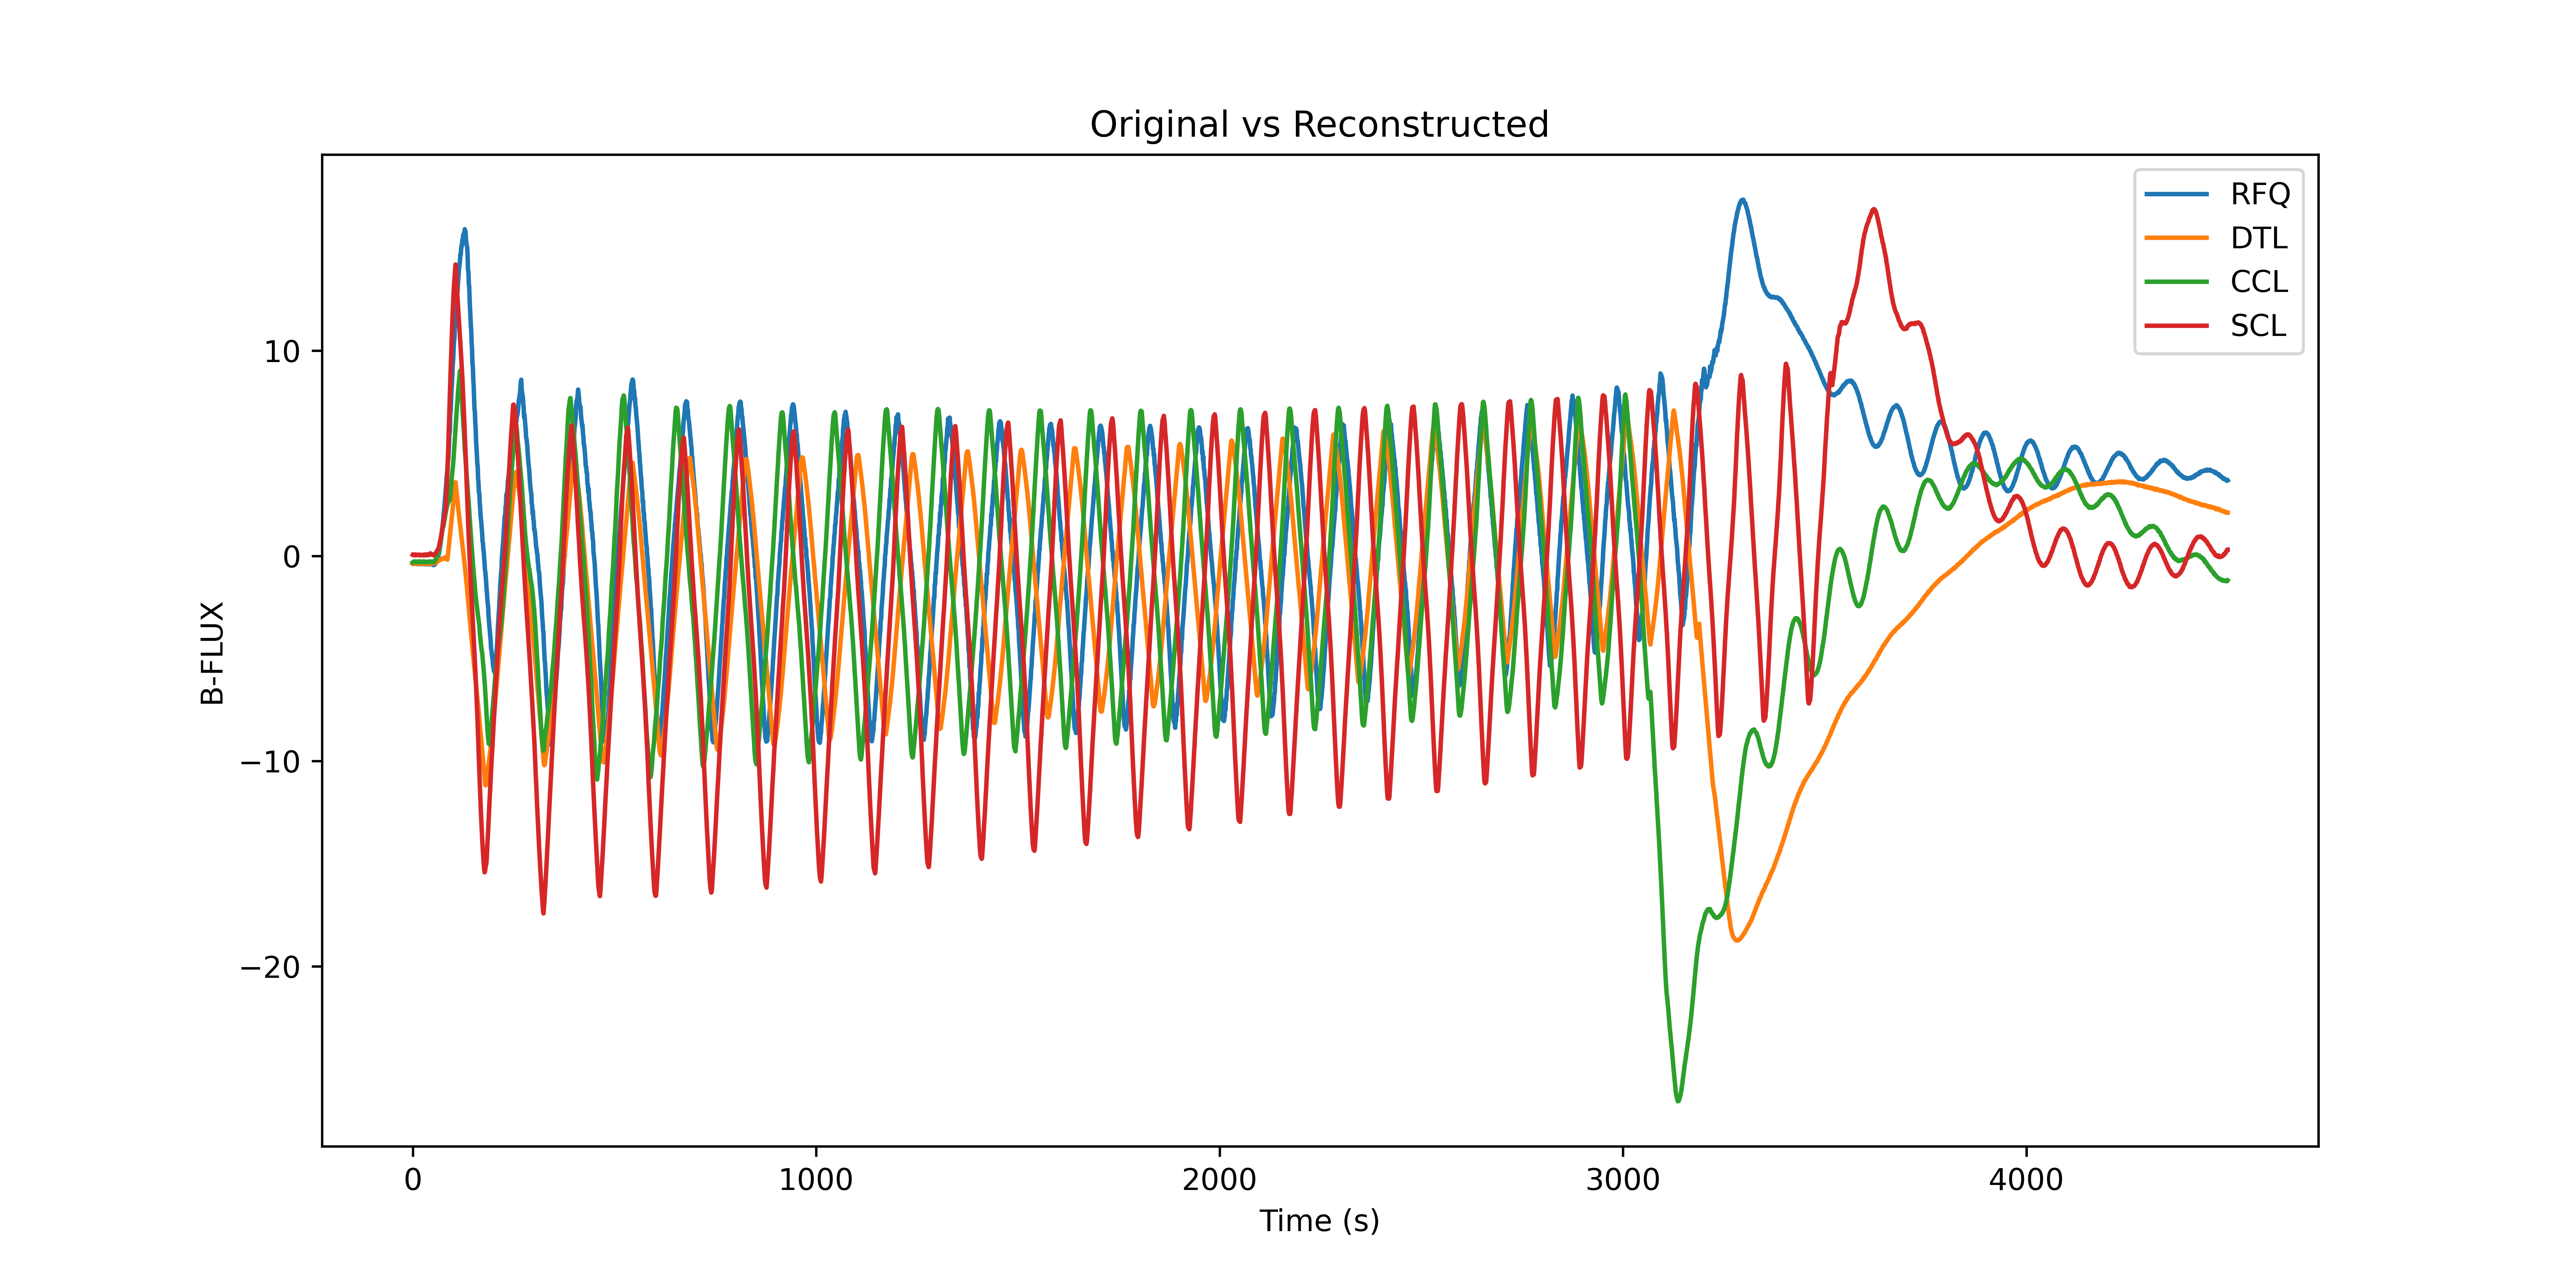 Original vs Reconstructed
RFQ
DTL
CCL
SCL
10
0
−10
−20
B-FLUX
0
1000
2000
3000
4000
Time (s)